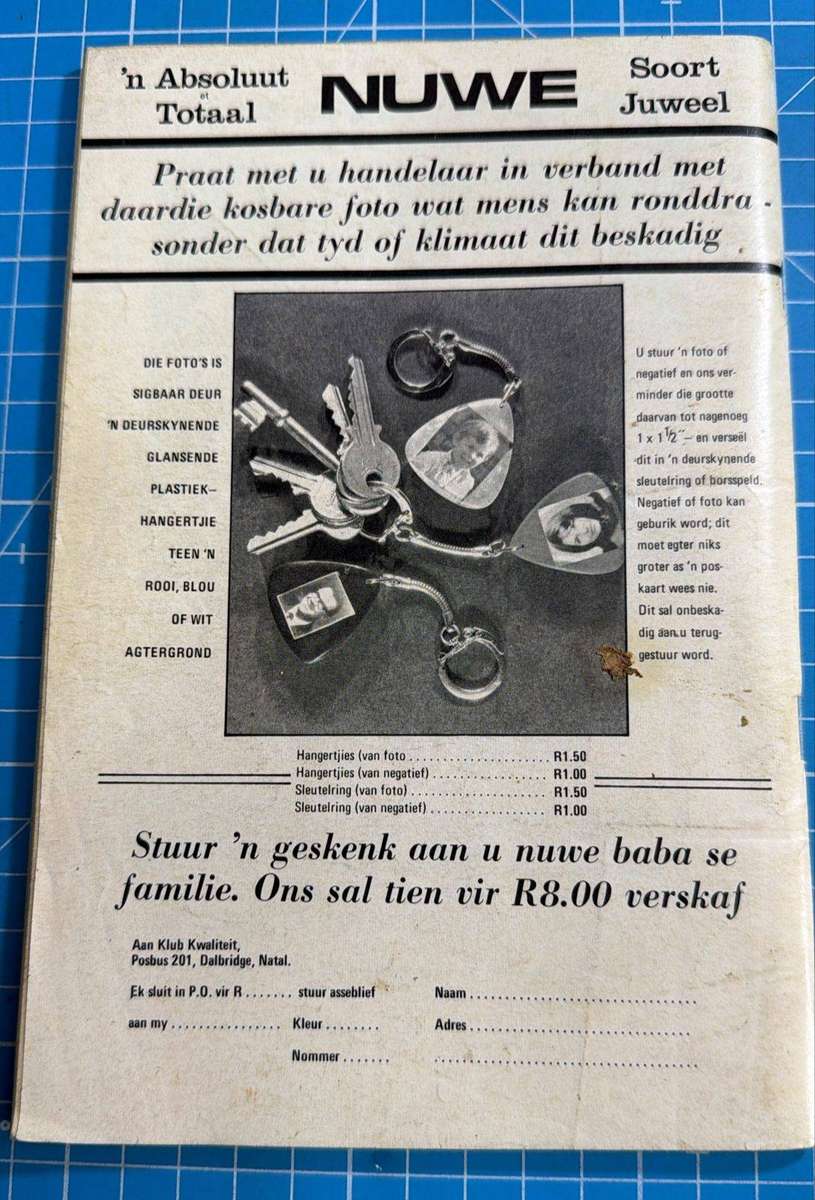 'n Absoluut
et
Totaal
NUWE
Soort
Juweel
Praat met u handelaar in verband met
daardie kosbare foto wat mens kan ronddra -
sonder dat tyd of klimaat dit beskadig .
DIE FOTO'S IS
SIGBAAR DEUR
'N DEURSKYNENDE
GLANSENDE
PLASTIEK–
HANGERTJIE
TEEN 'N
ROOI, BLOU
OF WIT
AGTERGROND
U stuur 'n foto of
negatief en ons ver-
minder die grootte
daarvan tot nagenoeg
1 x 1 1/2" – en verseël
dit in 'n deurskynende
sleutelring of borsspeld.
Negatief of foto kan
geburik word; dit
moet egter niks
groter as 'n pos-
kaart wees nie.
Dit sal onbeska-
dig aan u terug-
gestuur word.
Hangertjies (van foto . . . . . . . . . . . . . . . . . . . . . R1.50
Hangertjies (van negatief) . . . . . . . . . . . . . . . . . R1.00
Sleutelring (van foto) . . . . . . . . . . . . . . . . . . . . . R1.50
Sleutelring (van negatief) . . . . . . . . . . . . . . . . . R1.00
Stuur 'n geskenk aan u nuwe baba se
familie. Ons sal tien vir R8.00 verskaf
Aan Klub Kwaliteit,
Posbus 201, Dalbridge, Natal.
Ek sluit in P.O. vir R . . . . . . . stuur asseblief
aan my . . . . . . . . . . . . . . . . Kleur . . . . . . . .
Nommer . . . . . . .
Naam . . . . . . . . . . . . . . . . . . . . . . . . . . . . . . . . .
Adres . . . . . . . . . . . . . . . . . . . . . . . . . . . . . . . .
. . . . . . . . . . . . . . . . . . . . . . . . . . . . . . . . . . . . . .